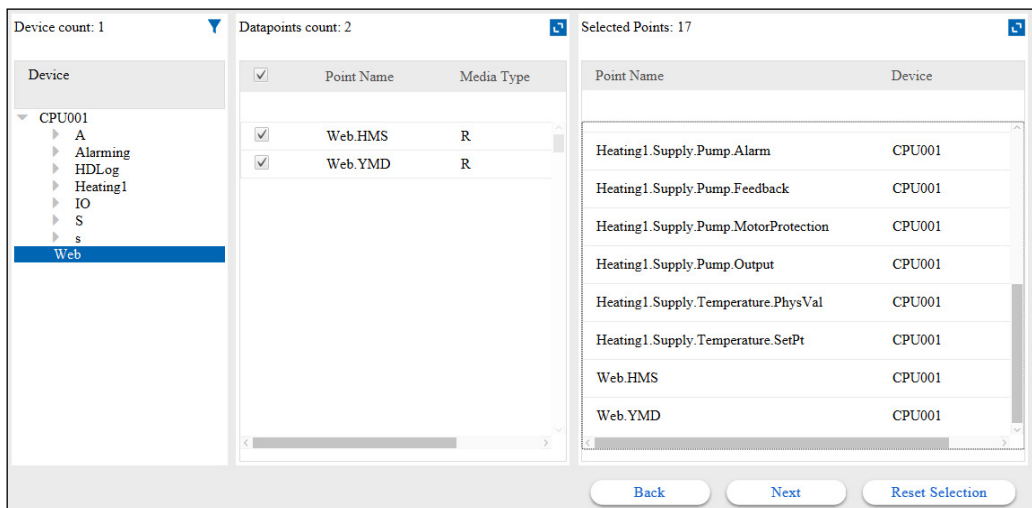 Device count: 1
Device
CPU001
A
Alarming
HDLog
Heating1
IO
S
s
Web
Datapoints count: 2
Point Name Media Type
Web.HMS R
Web.YMD R
Selected Points: 17
Point Name Device
Heating1.Supply.Pump.Alarm CPU001
Heating1.Supply.Pump.Feedback CPU001
Heating1.Supply.Pump.MotorProtection CPU001
Heating1.Supply.Pump.Output CPU001
Heating1.Supply.Temperature.PhysVal CPU001
Heating1.Supply.Temperature.SetPt CPU001
Web.HMS CPU001
Web.YMD CPU001
Back Next Reset Selection